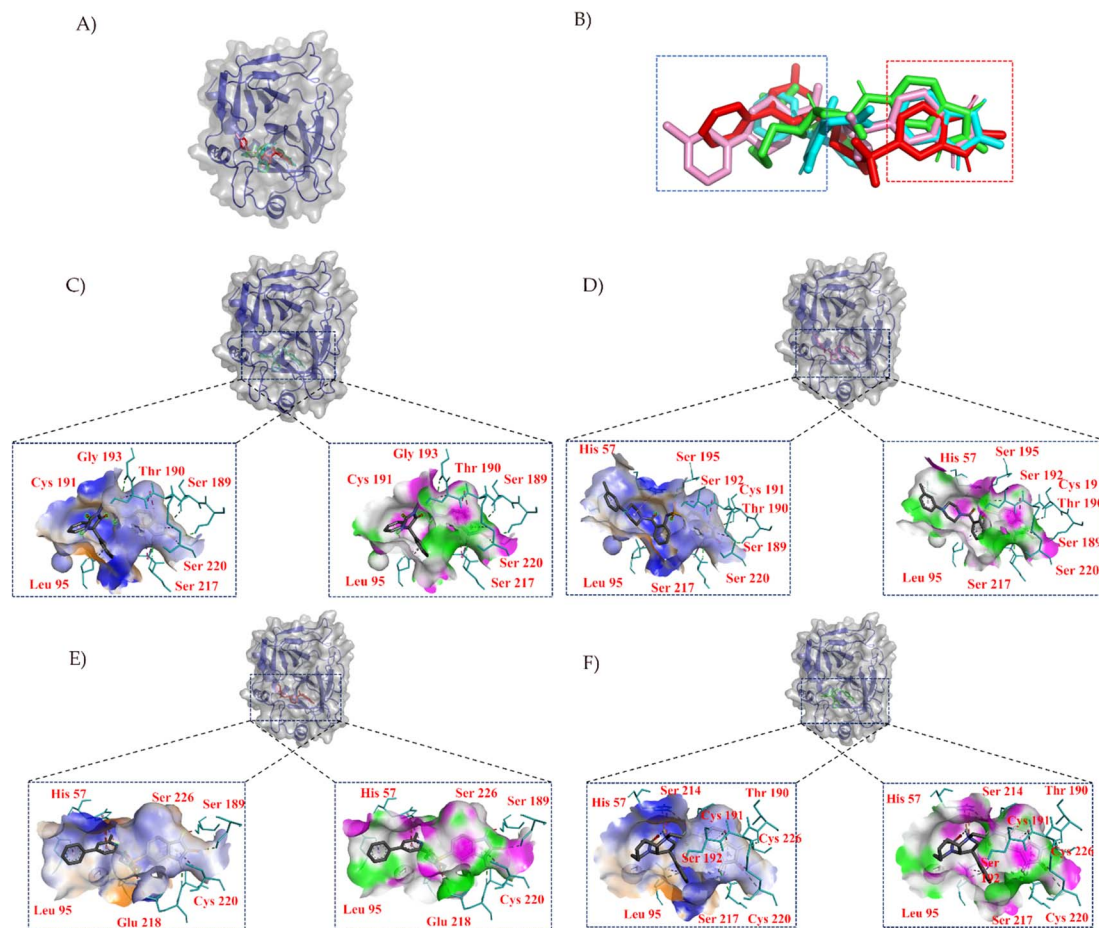 A)
B)
C)
D)
Gly 193
Cys 191
Thr 190
Ser 189
Leu 95
Ser 220
Ser 217
Gly 193
Cys 191
Thr 190
Ser 189
Leu 95
Ser 220
Ser 217
His 57
Ser 195
Ser 192
Cys 191
Thr 190
Ser 189
Leu 95
Ser 220
Ser 217
His 57
Ser 195
Ser 192
Cys 191
Thr 190
Ser 189
Leu 95
Ser 217
Ser 220
E)
F)
His 57
Ser 226
Ser 189
Leu 95
Cys 220
Glu 218
His 57
Ser 226
Ser 189
Leu 95
Cys 220
Glu 218
His 57
Ser 214
Thr 190
Cys 191
Cys 226
Ser 192
Leu 95
Ser 217
Cys 220
His 57
Ser 214
Thr 190
Cys 191
Cys 226
Ser
192
Leu 95
Ser 217
Cys 220